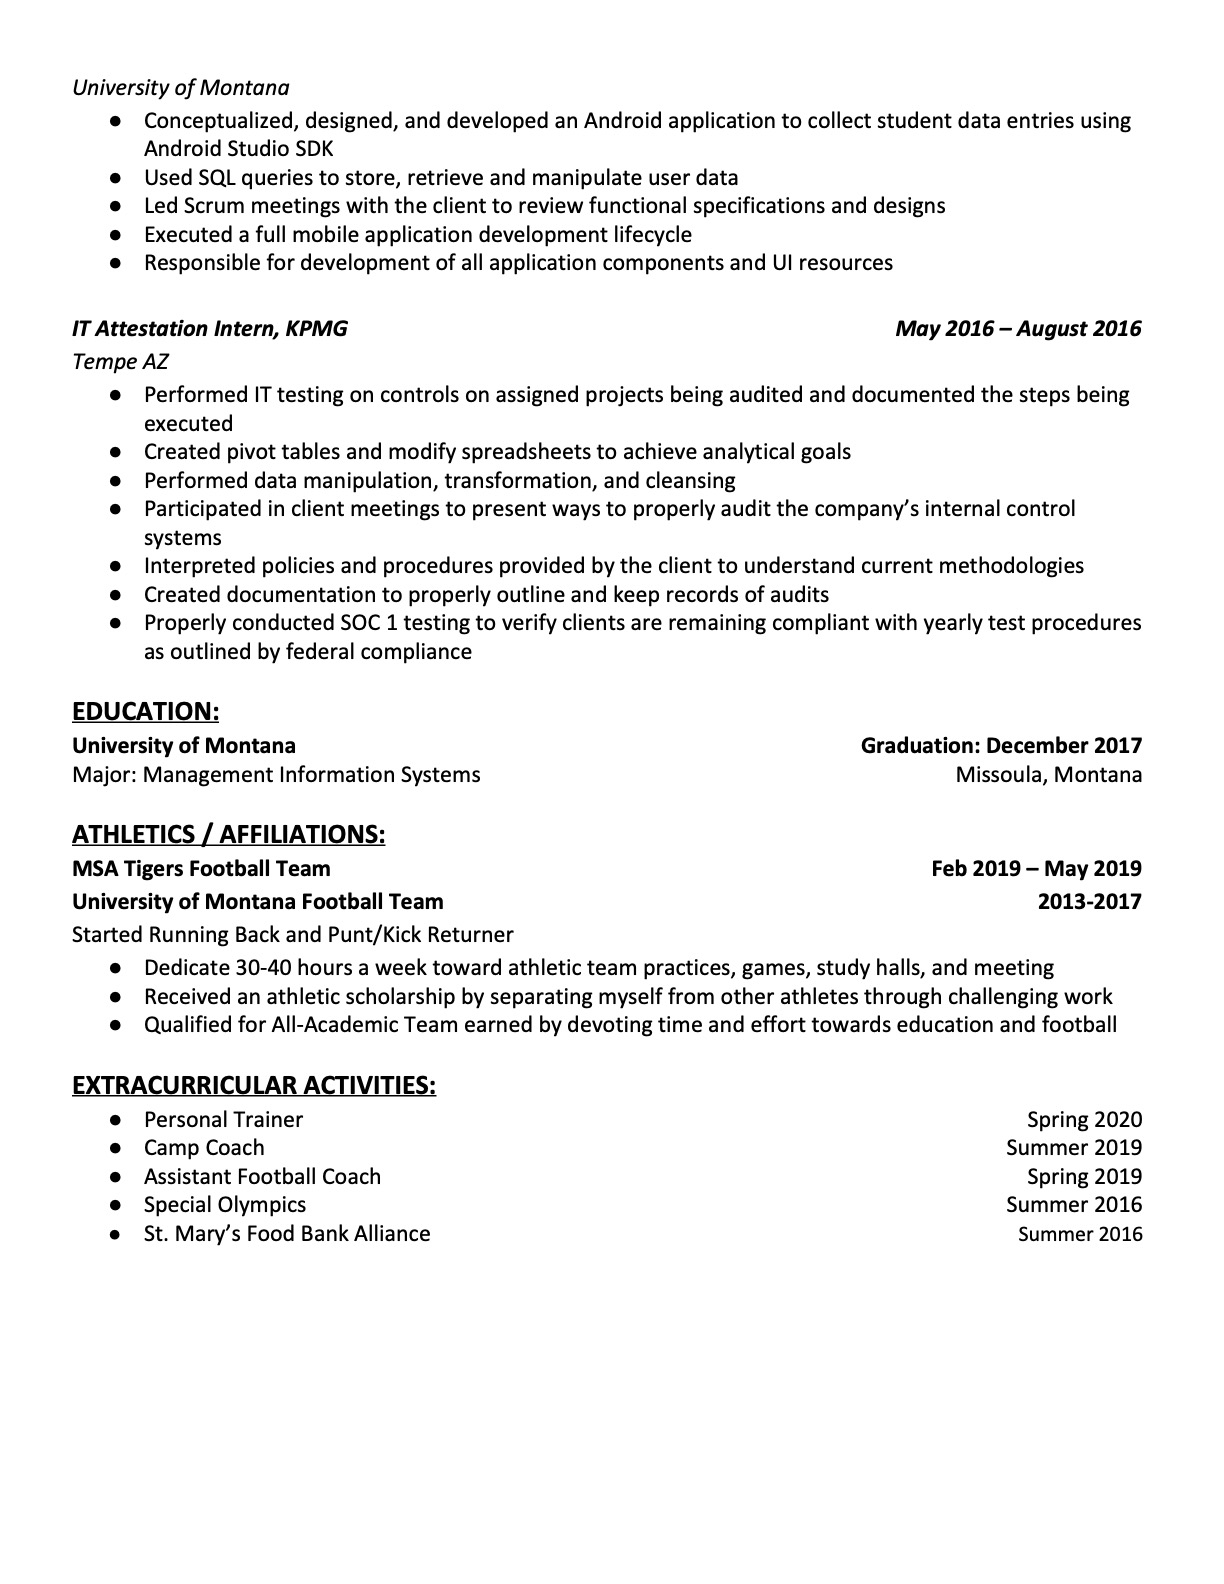 University of Montana
● Conceptualized, designed, and developed an Android application to collect student data entries using
Android Studio SDK
● Used SQL queries to store, retrieve and manipulate user data
● Led Scrum meetings with the client to review functional specifications and designs
● Executed a full mobile application development lifecycle
● Responsible for development of all application components and UI resources
IT Attestation Intern, KPMG May 2016 – August 2016
Tempe AZ
● Performed IT testing on controls on assigned projects being audited and documented the steps being
executed
● Created pivot tables and modify spreadsheets to achieve analytical goals
● Performed data manipulation, transformation, and cleansing
● Participated in client meetings to present ways to properly audit the company’s internal control
systems
● Interpreted policies and procedures provided by the client to understand current methodologies
● Created documentation to properly outline and keep records of audits
● Properly conducted SOC 1 testing to verify clients are remaining compliant with yearly test procedures
as outlined by federal compliance
EDUCATION:
University of Montana Graduation: December 2017
Major: Management Information Systems Missoula, Montana
ATHLETICS / AFFILIATIONS:
MSA Tigers Football Team Feb 2019 – May 2019
University of Montana Football Team 2013-2017
Started Running Back and Punt/Kick Returner
● Dedicate 30-40 hours a week toward athletic team practices, games, study halls, and meeting
● Received an athletic scholarship by separating myself from other athletes through challenging work
● Qualified for All-Academic Team earned by devoting time and effort towards education and football
EXTRACURRICULAR ACTIVITIES:
● Personal Trainer Spring 2020
● Camp Coach Summer 2019
● Assistant Football Coach Spring 2019
● Special Olympics Summer 2016
● St. Mary’s Food Bank Alliance Summer 2016